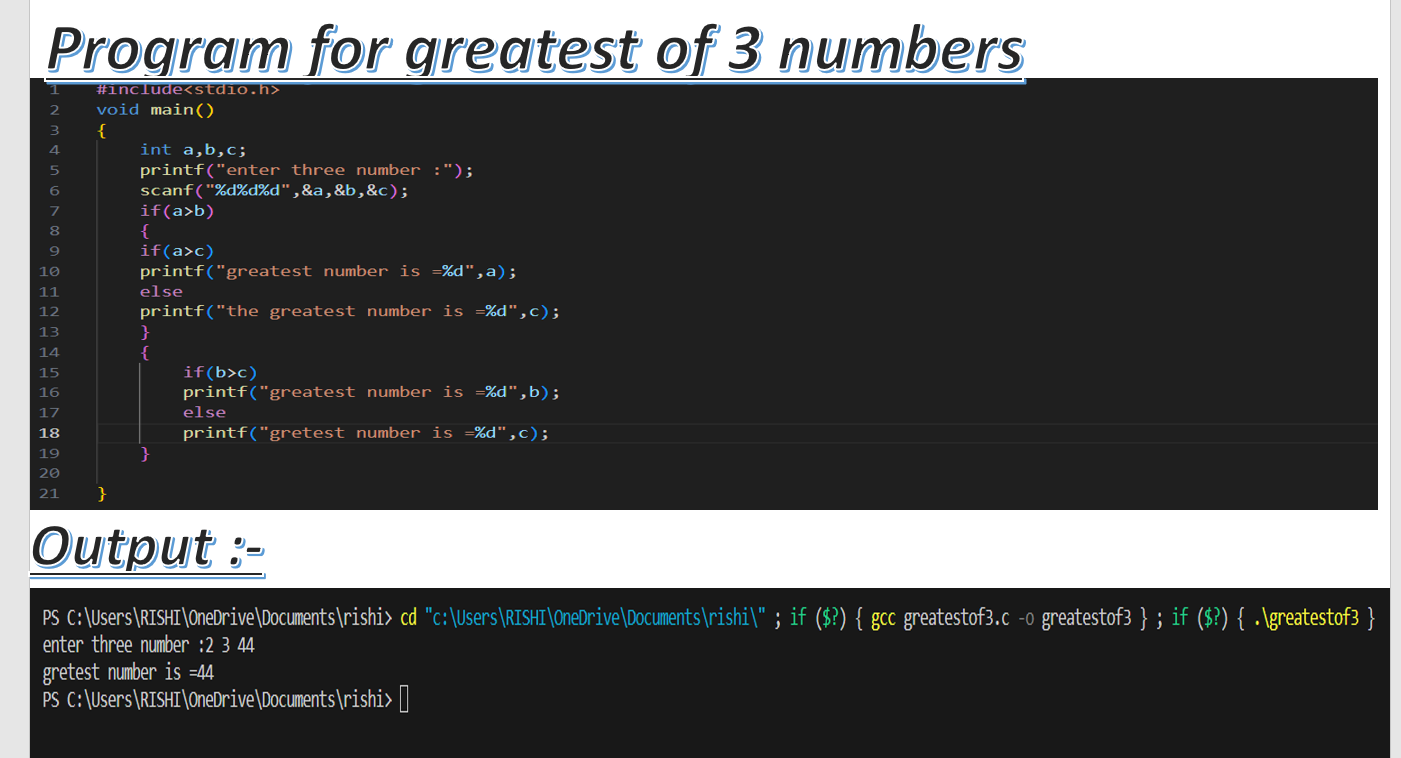 Program for greatest of 3 numbers
1 #include<stdio.h>
2 void main()
3 {
4 int a,b,c;
5 printf("enter three number :");
6 scanf("%d%d%d",&a,&b,&c);
7 if(a>b)
8 {
9 if(a>c)
10 printf("greatest number is =%d",a);
11 else
12 printf("the greatest number is =%d",c);
13 }
14 {
15 if(b>c)
16 printf("greatest number is =%d",b);
17 else
18 printf("gretest number is =%d",c);
19 }
20
21 }
Output :-
PS C:\Users\RISHI\OneDrive\Documents\rishi> cd "c:\Users\RISHI\OneDrive\Documents\rishi\" ; if ($?) { gcc greatestof3.c -o greatestof3 } ; if ($?) { .\greatestof3 }
enter three number :2 3 44
gretest number is =44
PS C:\Users\RISHI\OneDrive\Documents\rishi>